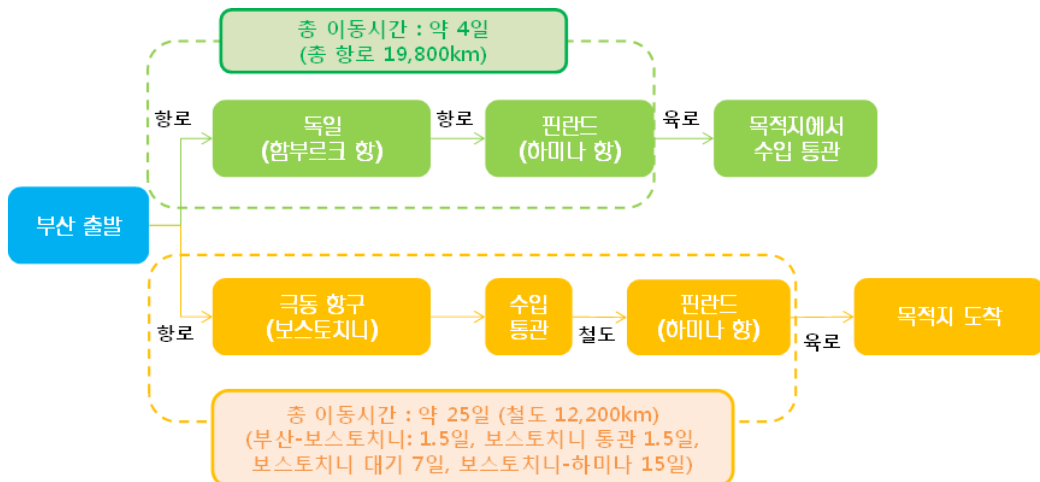 총 이동시간 : 약 4일
(총 항로 19,800km)
항로
독일
(함부르크 항)
항로
핀란드
(하미나 항)
육로
목적지에서
수입 통관
부산 출발
항로
극동 항구
(보스토치니)
수입
통관
철도
핀란드
(하미나 항)
육로
목적지 도착
총 이동시간 : 약 25일 (철도 12,200km)
(부산-보스토치니: 1.5일, 보스토치니 통관 1.5일,
보스토치니 대기 7일, 보스토치니-하미나 15일)